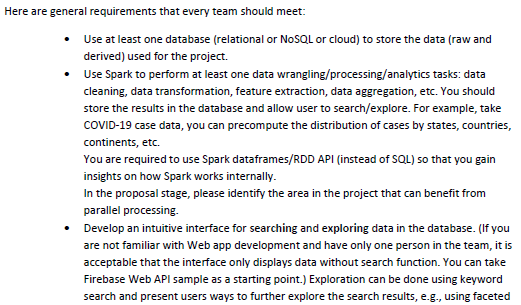 Here are general requirements that every team should meet:
• Use at least one database (relational or NoSQL or cloud) to store the data (raw and
derived) used for the project.
• Use Spark to perform at least one data wrangling/processing/analytics tasks: data
cleaning, data transformation, feature extraction, data aggregation, etc. You should
store the results in the database and allow user to search/explore. For example, take
COVID-19 case data, you can precompute the distribution of cases by states, countries,
continents, etc.
You are required to use Spark dataframes/RDD API (instead of SQL) so that you gain
insights on how Spark works internally.
In the proposal stage, please identify the area in the project that can benefit from
parallel processing.
• Develop an intuitive interface for searching and exploring data in the database. (If you
are not familiar with Web app development and have only one person in the team, it is
acceptable that the interface only displays data without search function. You can take
Firebase Web API sample as a starting point.) Exploration can be done using keyword
search and present users ways to further explore the search results, e.g., using faceted